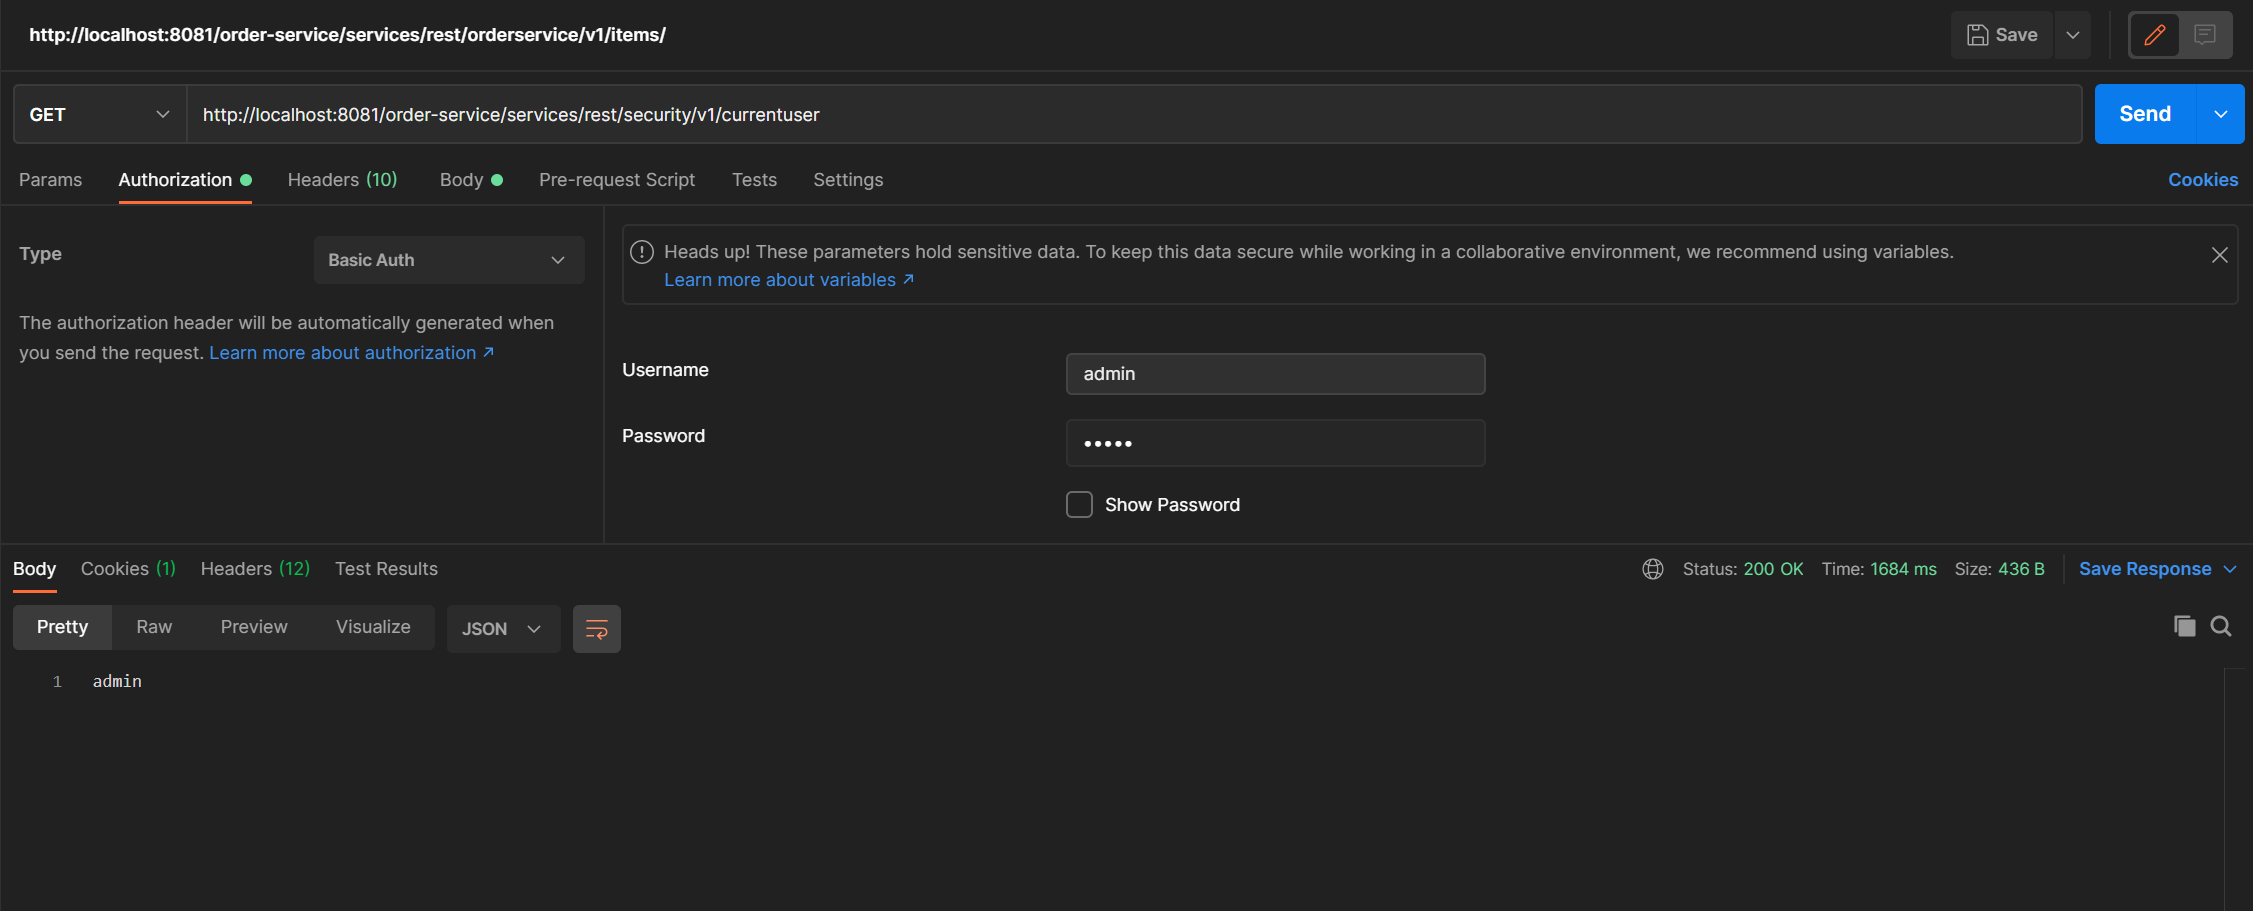 http://localhost:8081/order-service/services/rest/orderservice/v1/items/
Save
GET
http://localhost:8081/order-service/services/rest/security/v1/currentuser
Send
Params
Authorization
Headers (10)
Body
Pre-request Script
Tests
Settings
Cookies
Type
Basic Auth
The authorization header will be automatically generated when
you send the request. Learn more about authorization ↗
Heads up! These parameters hold sensitive data. To keep this data secure while working in a collaborative environment, we recommend using variables.
Learn more about variables ↗
Username
admin
Password
•••••
Show Password
Body
Cookies (1)
Headers (12)
Test Results
Status: 200 OK
Time: 1684 ms
Size: 436 B
Save Response
Pretty
Raw
Preview
Visualize
JSON
1 admin